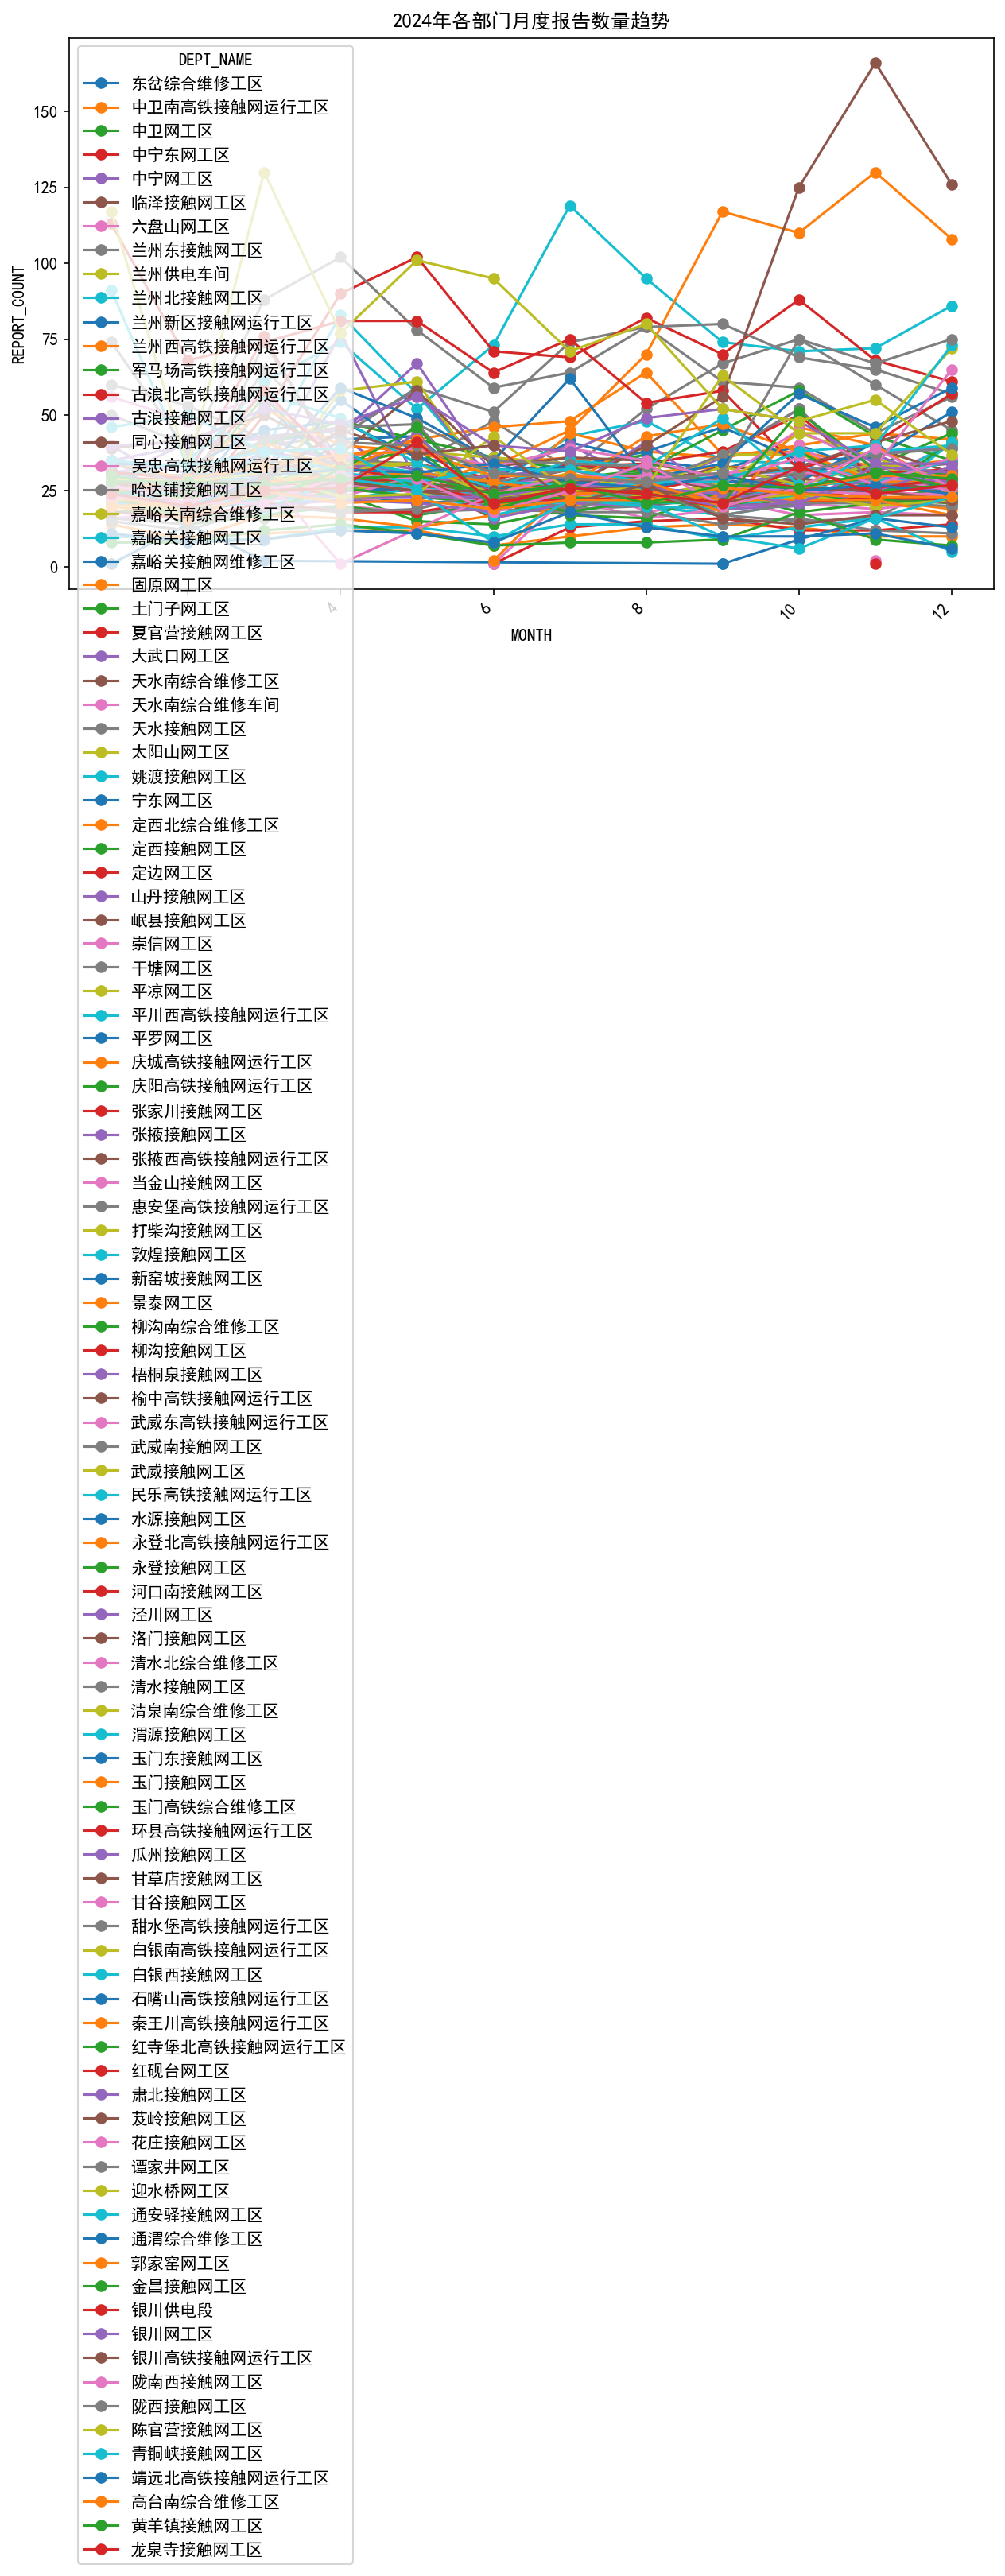 2024年各部门月度报告数量趋势
REPORT_COUNT
150
125
100
75
50
25
0
4
6
8
10
12
MONTH
DEPT_NAME
东岔综合维修工区
中卫南高铁接触网运行工区
中卫网工区
中宁东网工区
中宁网工区
临泽接触网工区
六盘山网工区
兰州东接触网工区
兰州供电车间
兰州北接触网工区
兰州新区接触网运行工区
兰州西高铁接触网运行工区
军马场高铁接触网运行工区
古浪北高铁接触网运行工区
古浪接触网工区
同心接触网工区
吴忠高铁接触网运行工区
哈达铺接触网工区
嘉峪关南综合维修工区
嘉峪关接触网工区
嘉峪关接触网维修工区
固原网工区
土门子网工区
夏官营接触网工区
大武口网工区
天水南综合维修工区
天水南综合维修车间
天水接触网工区
太阳山网工区
姚渡接触网工区
宁东网工区
定西北综合维修工区
定西接触网工区
定边网工区
山丹接触网工区
岷县接触网工区
崇信网工区
干塘网工区
平凉网工区
平川西高铁接触网运行工区
平罗网工区
庆城高铁接触网运行工区
庆阳高铁接触网运行工区
张家川接触网工区
张掖接触网工区
张掖西高铁接触网运行工区
当金山接触网工区
惠安堡高铁接触网运行工区
打柴沟接触网工区
敦煌接触网工区
新窑坡接触网工区
景泰网工区
柳沟南综合维修工区
柳沟接触网工区
梧桐泉接触网工区
榆中高铁接触网运行工区
武威东高铁接触网运行工区
武威南接触网工区
武威接触网工区
民乐高铁接触网运行工区
水源接触网工区
永登北高铁接触网运行工区
永登接触网工区
河口南接触网工区
泾川网工区
洛门接触网工区
清水北综合维修工区
清水接触网工区
清泉南综合维修工区
渭源接触网工区
玉门东接触网工区
玉门接触网工区
玉门高铁综合维修工区
环县高铁接触网运行工区
瓜州接触网工区
甘草店接触网工区
甘谷接触网工区
甜水堡高铁接触网运行工区
白银南高铁接触网运行工区
白银西接触网工区
石嘴山高铁接触网运行工区
秦王川高铁接触网运行工区
红寺堡北高铁接触网运行工区
红砚台网工区
肃北接触网工区
芨岭接触网工区
花庄接触网工区
谭家井网工区
迎水桥网工区
通安驿接触网工区
通渭综合维修工区
郭家窑网工区
金昌接触网工区
银川供电段
银川网工区
银川高铁接触网运行工区
陇南西接触网工区
陇西接触网工区
陈官营接触网工区
青铜峡接触网工区
靖远北高铁接触网运行工区
高台南综合维修工区
黄羊镇接触网工区
龙泉寺接触网工区